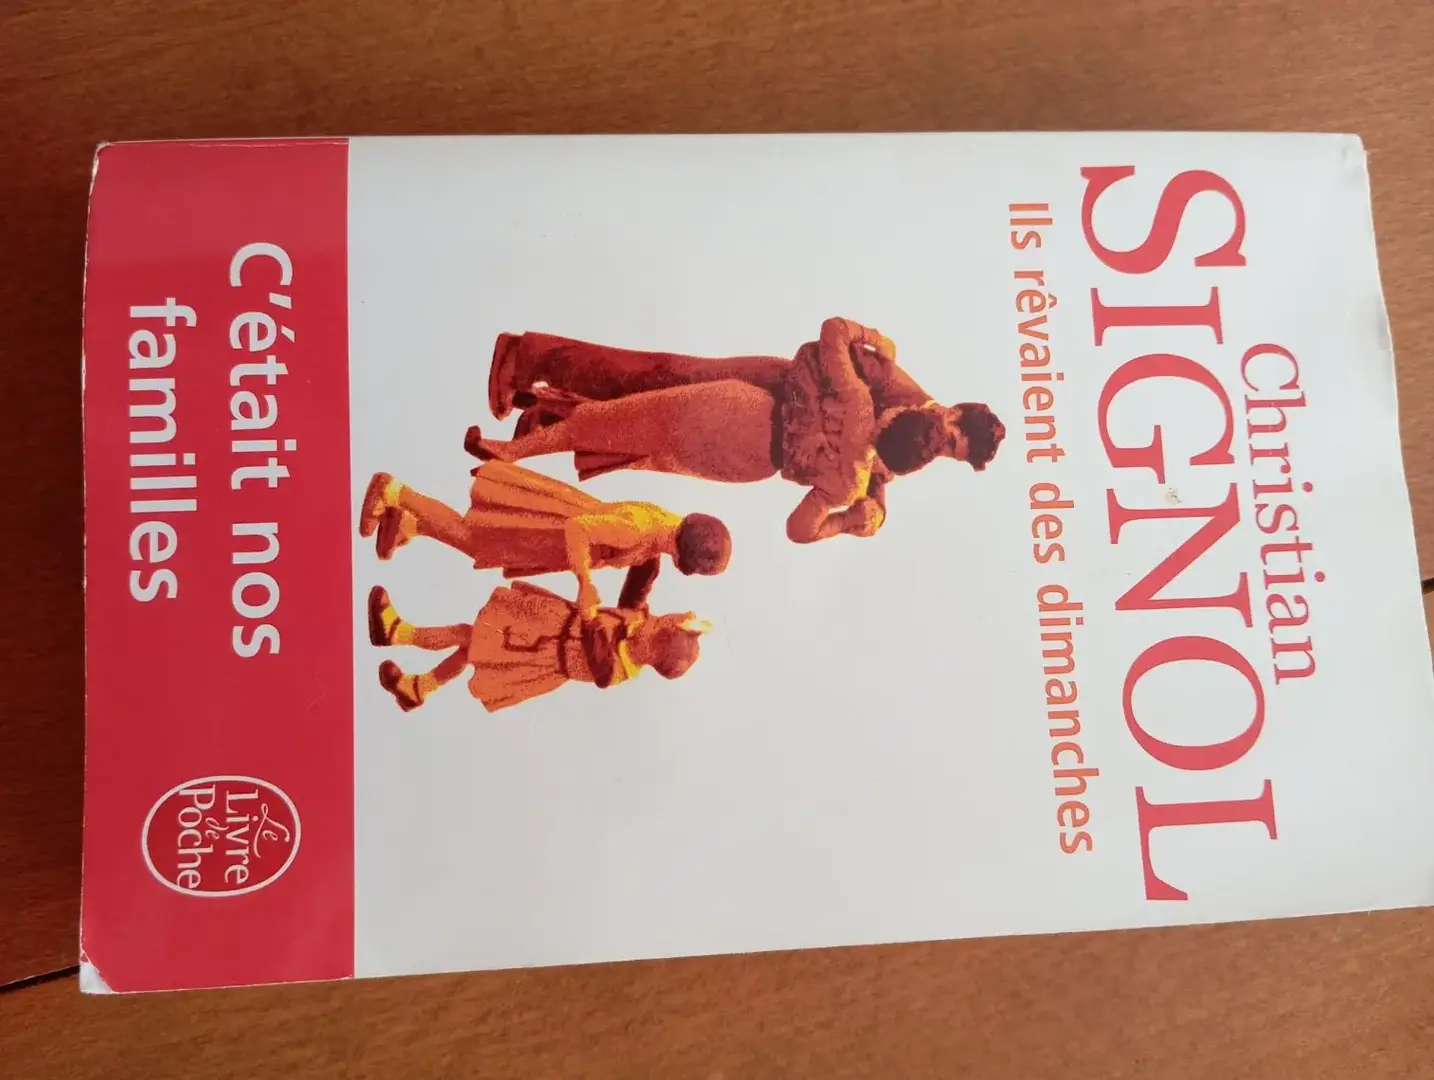 Christian
SIGNOL
Ils rêvaient des dimanches
C'était nos
familles
Le
Livre
de
Poche